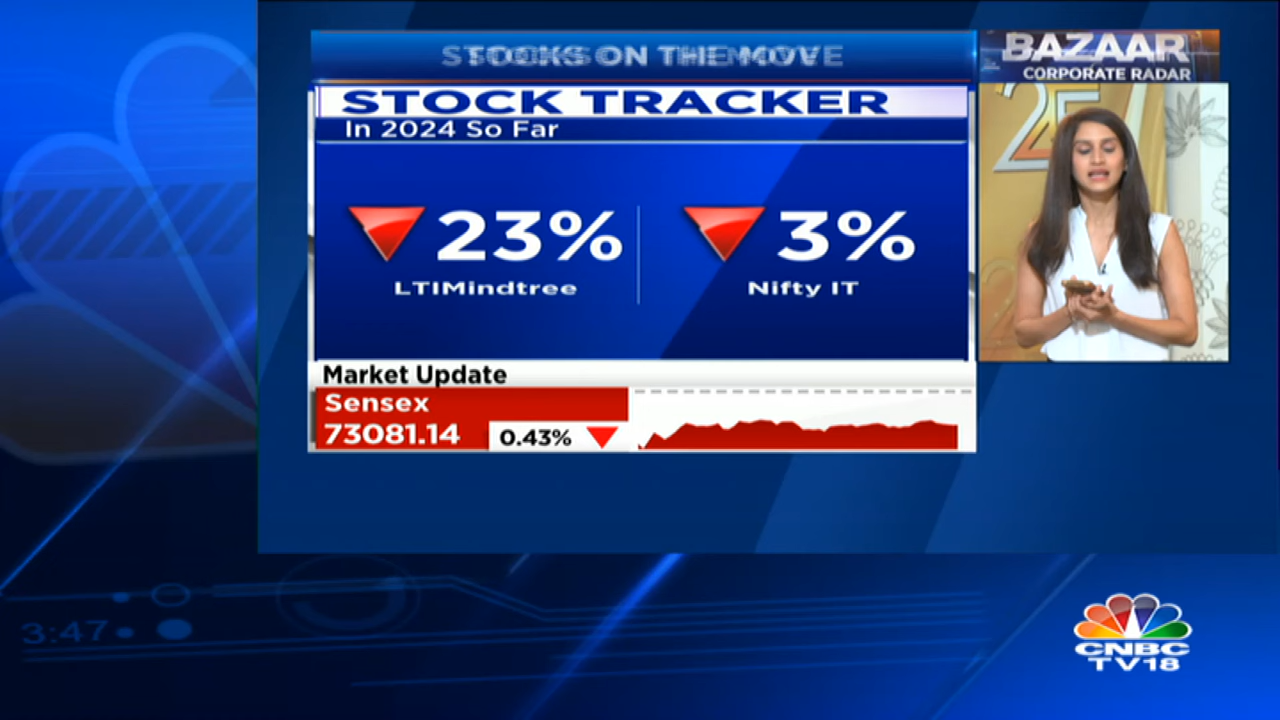 STOCKS ON THE MOVE
BAZAAR
CORPORATE RADAR
STOCK TRACKER
In 2024 So Far
23%
3%
LTIMindtree
Nifty IT
Market Update
Sensex
73081.14
0.43%
25
3:47
CNBC
TV18